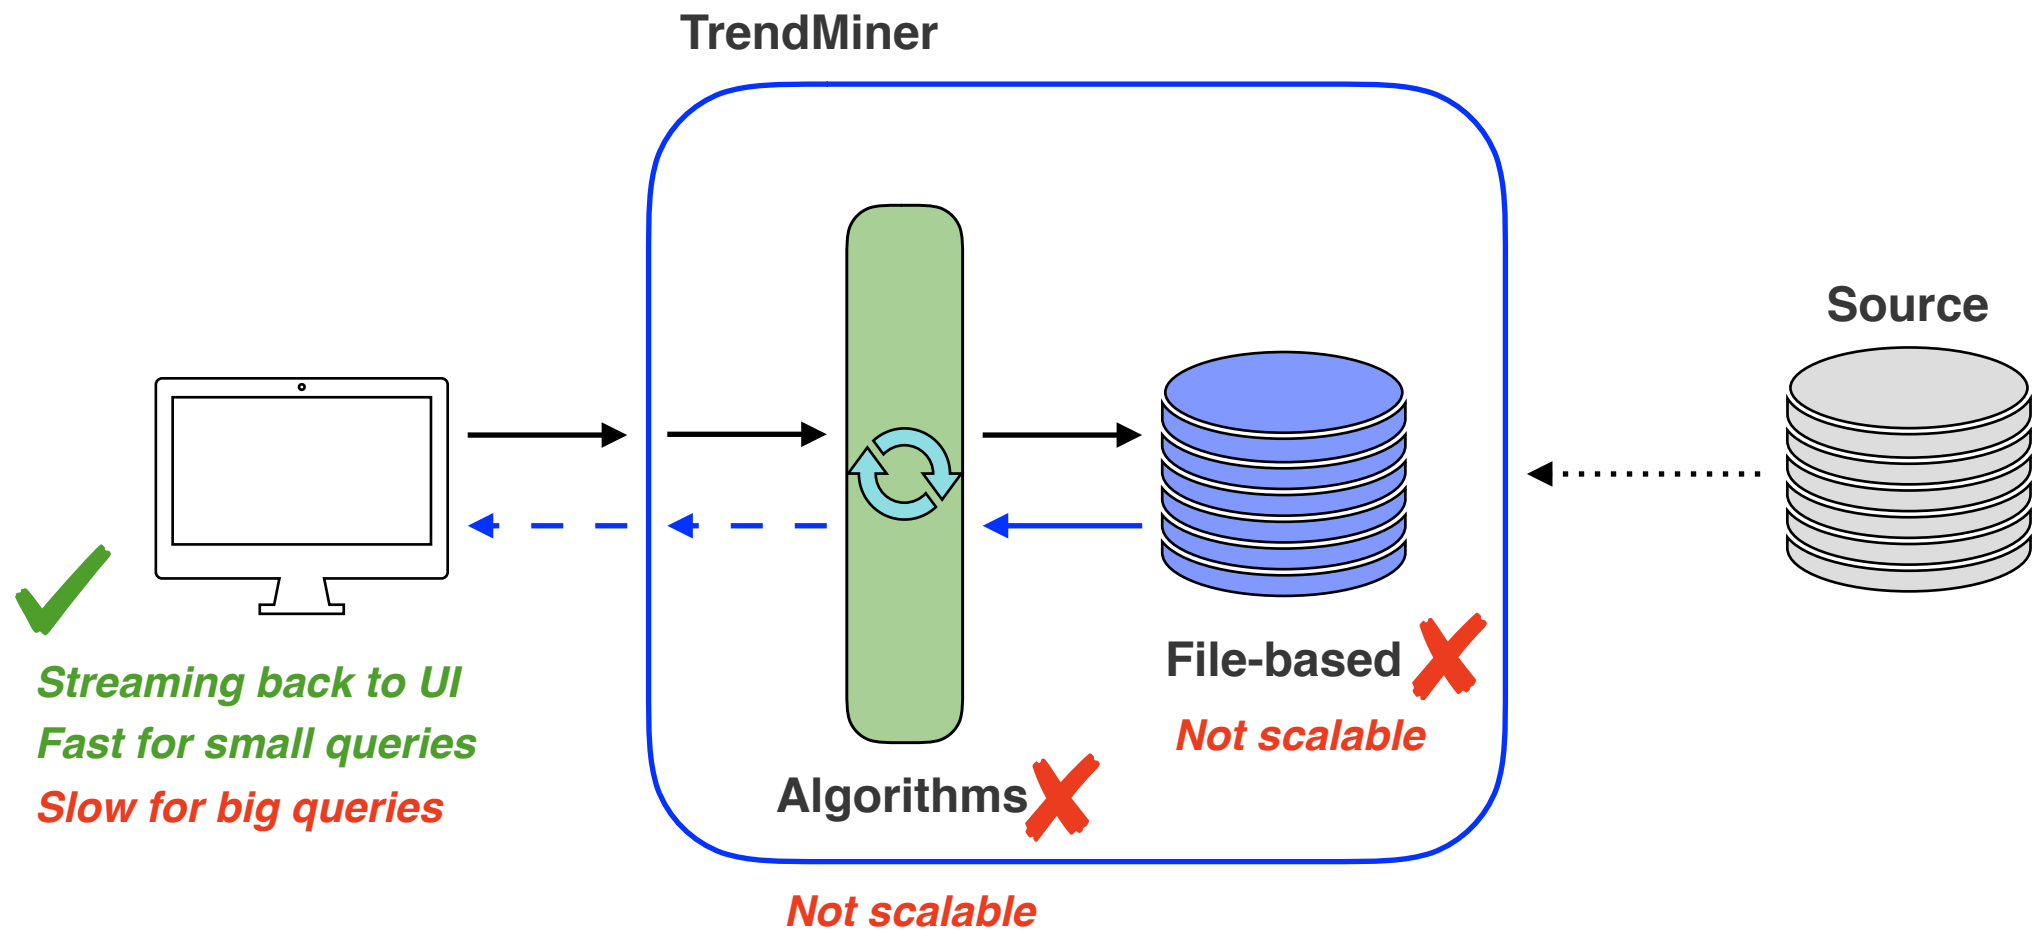 TrendMiner
Source
Streaming back to UI
Fast for small queries
Slow for big queries
File-based
Not scalable
Algorithms
Not scalable